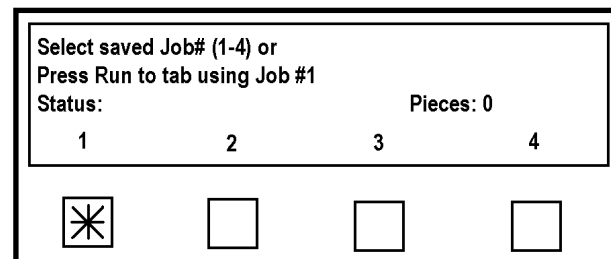 Select saved Job# (1-4) or
Press Run to tab using Job #1
Status: Pieces: 0
1 2 3 4